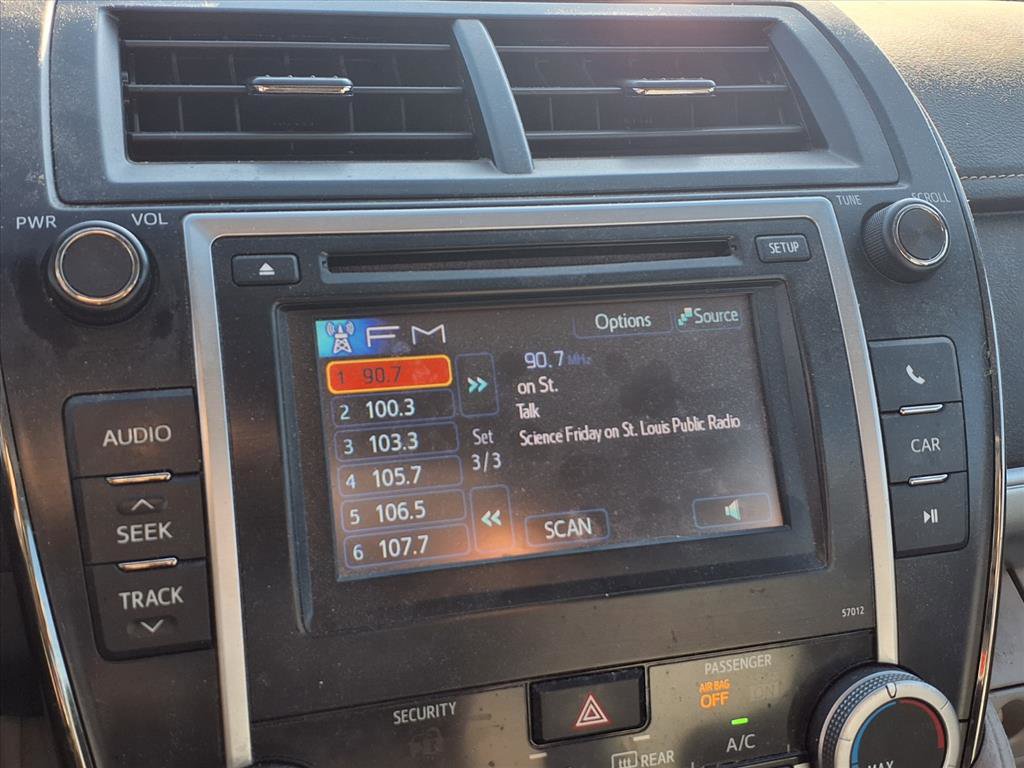 PWR
VOL
TUNE
SCROLL
SETUP
FM
Options
Source
1 90.7
2 100.3
3 103.3
4 105.7
5 106.5
6 107.7
Set
3/3
90.7 MHz
on St.
Talk
Science Friday on St. Louis Public Radio
SCAN
AUDIO
SEEK
TRACK
CAR
57012
SECURITY
PASSENGER
AIR BAG
OFF
ON
A/C
REAR
MAX